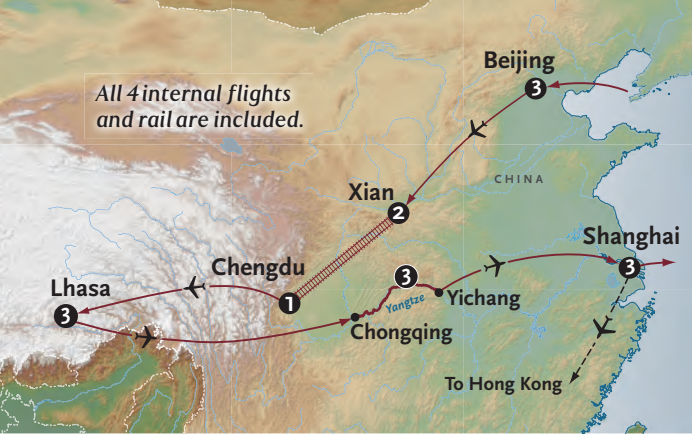 Beijing
3
All 4 internal flights
and rail are included.
CHINA
Xian
2
Shanghai
3
Chengdu
1
Lhasa
3
3
Yangtze
Yichang
Chongqing
To Hong Kong